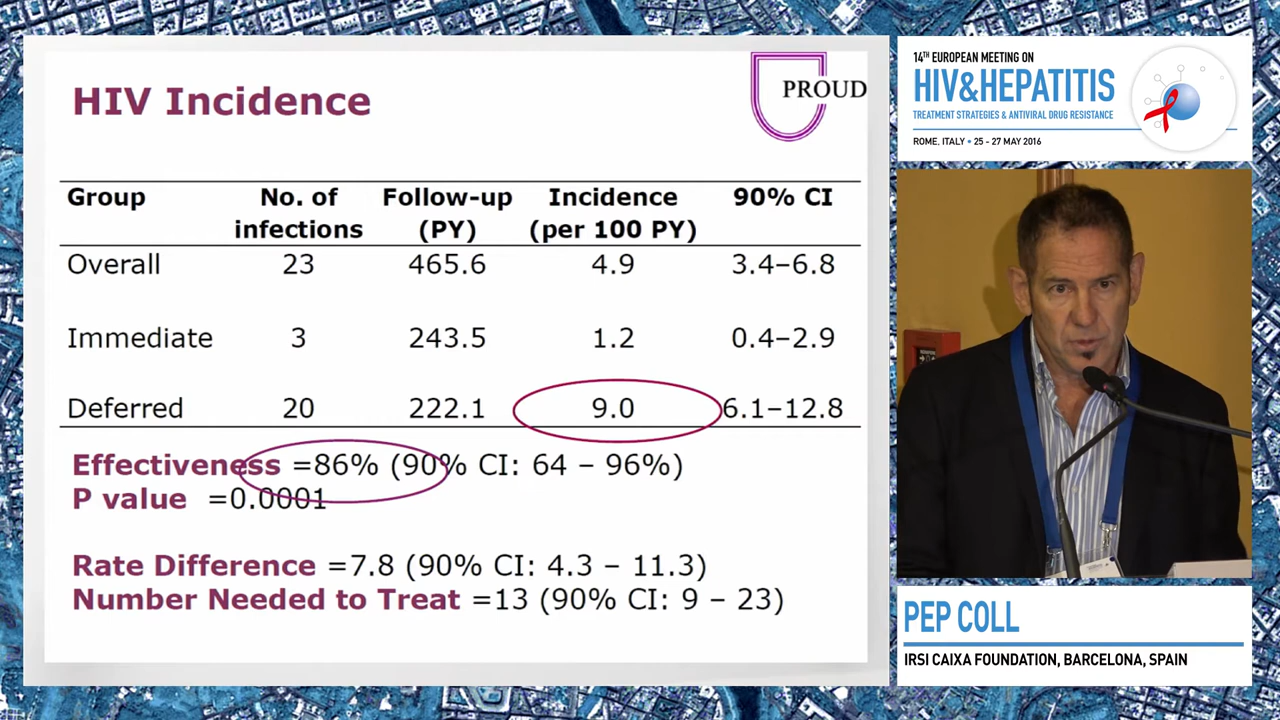 HIV Incidence
PROUD
Group No. of infections Follow-up (PY) Incidence (per 100 PY) 90% CI
Overall 23 465.6 4.9 3.4–6.8
Immediate 3 243.5 1.2 0.4–2.9
Deferred 20 222.1 9.0 6.1–12.8
Effectiveness =86% (90% CI: 64 – 96%)
P value =0.0001
Rate Difference =7.8 (90% CI: 4.3 – 11.3)
Number Needed to Treat =13 (90% CI: 9 – 23)
14TH EUROPEAN MEETING ON
HIV&HEPATITIS
TREATMENT STRATEGIES & ANTIVIRAL DRUG RESISTANCE
ROME, ITALY • 25 - 27 MAY 2016
PEP COLL
IRSI CAIXA FOUNDATION, BARCELONA, SPAIN